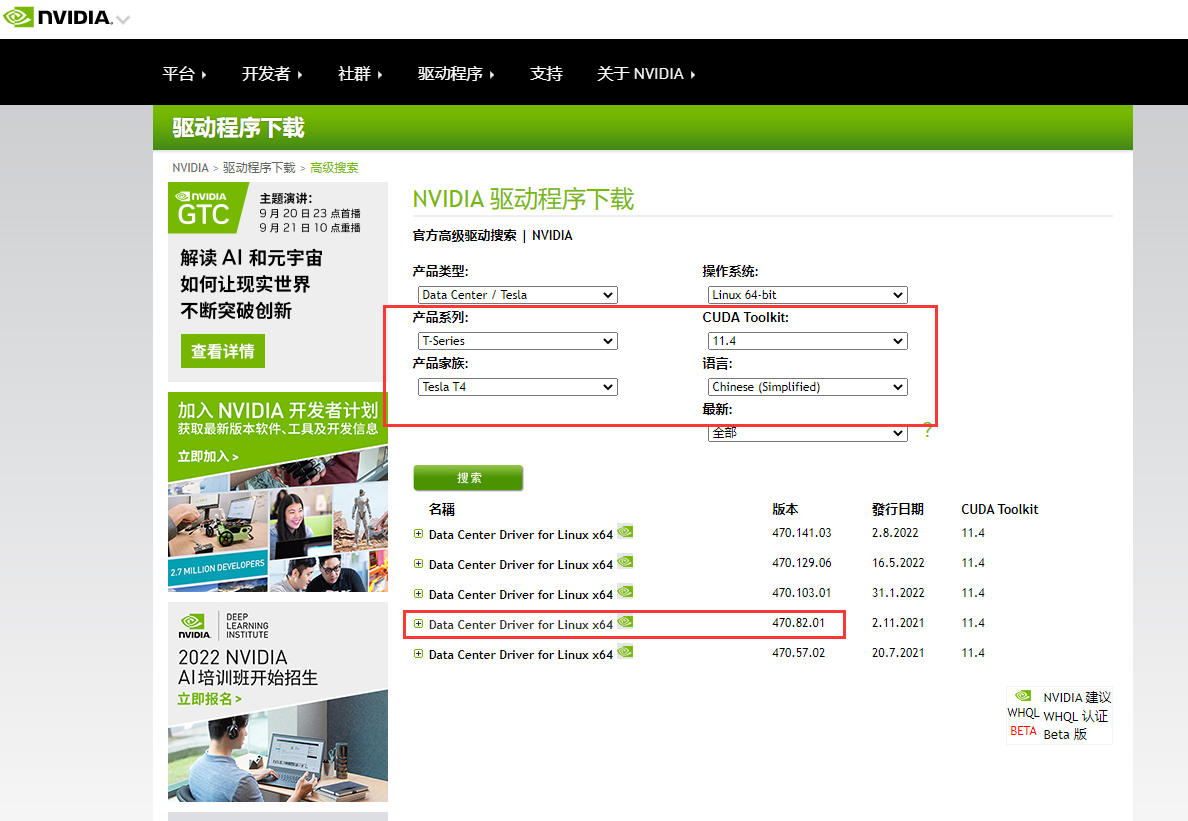 NVIDIA.
平台
开发者
社群
驱动程序
支持
关于 NVIDIA
驱动程序下载
NVIDIA > 驱动程序下载 > 高级搜索
NVIDIA
GTC
主题演讲:
9 月 20 日 23 点首播
9 月 21 日 10 点重播
解读 AI 和元宇宙
如何让现实世界
不断突破创新
查看详情
加入 NVIDIA 开发者计划
获取最新版本软件、工具及开发信息
立即加入 >
2.7 MILLION DEVELOPERS
NVIDIA.
DEEP
LEARNING
INSTITUTE
2022 NVIDIA
AI培训班开始招生
立即报名 >
NVIDIA 驱动程序下载
官方高级驱动搜索 | NVIDIA
产品类型:
操作系统:
Data Center / Tesla
Linux 64-bit
产品系列:
CUDA Toolkit:
T-Series
11.4
产品家族:
语言:
Tesla T4
Chinese (Simplified)
最新:
全部
?
搜索
名稱 版本 發行日期 CUDA Toolkit
Data Center Driver for Linux x64 470.141.03 2.8.2022 11.4
Data Center Driver for Linux x64 470.129.06 16.5.2022 11.4
Data Center Driver for Linux x64 470.103.01 31.1.2022 11.4
Data Center Driver for Linux x64 470.82.01 2.11.2021 11.4
Data Center Driver for Linux x64 470.57.02 20.7.2021 11.4
NVIDIA 建议
WHQL WHQL 认证
BETA Beta 版